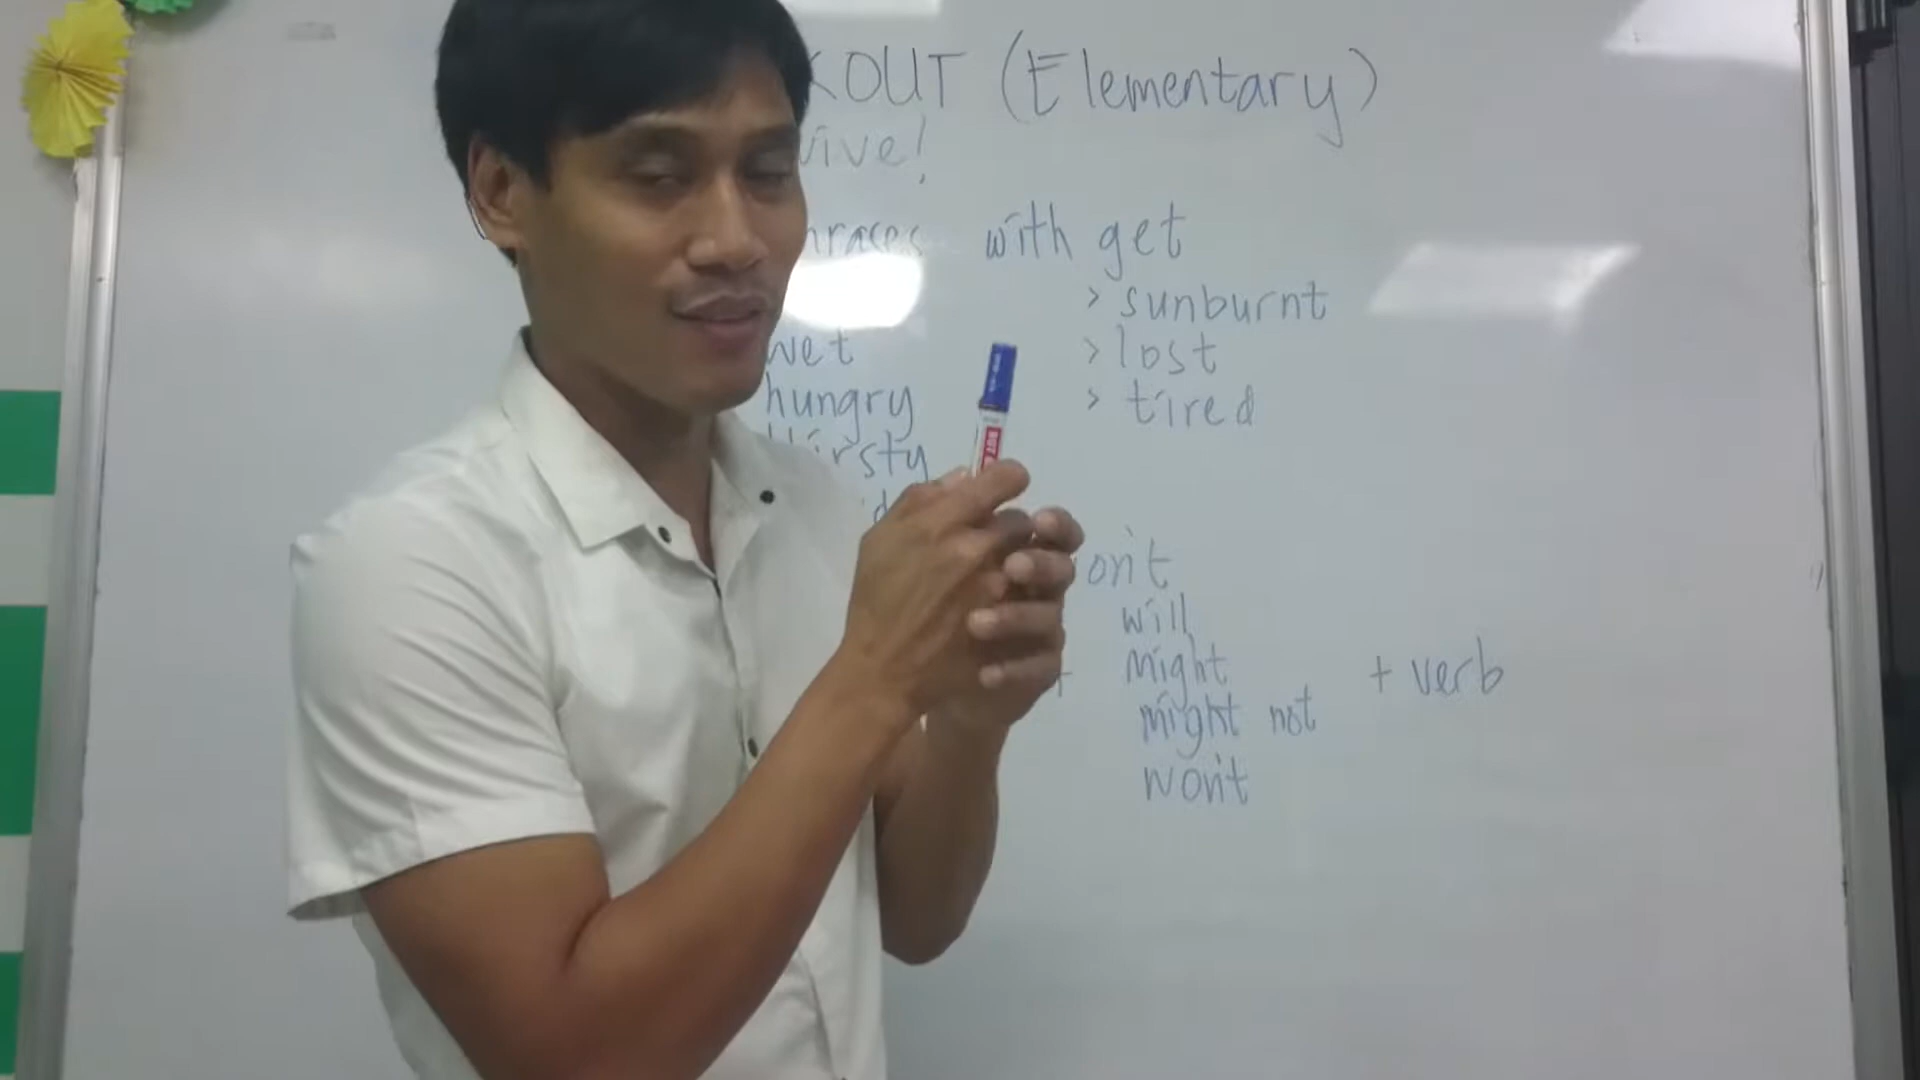 KOUT (Elementary)
vive!
hrases with get
> sunburnt
wet > lost
hungry > tired
irsty
on't
will
+ might + verb
might not
won't